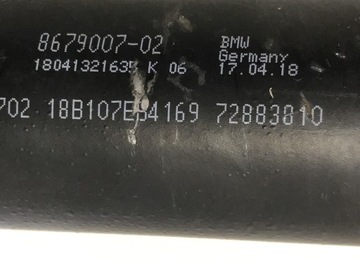 8679007-02
BMW
Germany
18041321635 K 06
17.04.18
702 18B107E54169 72883810